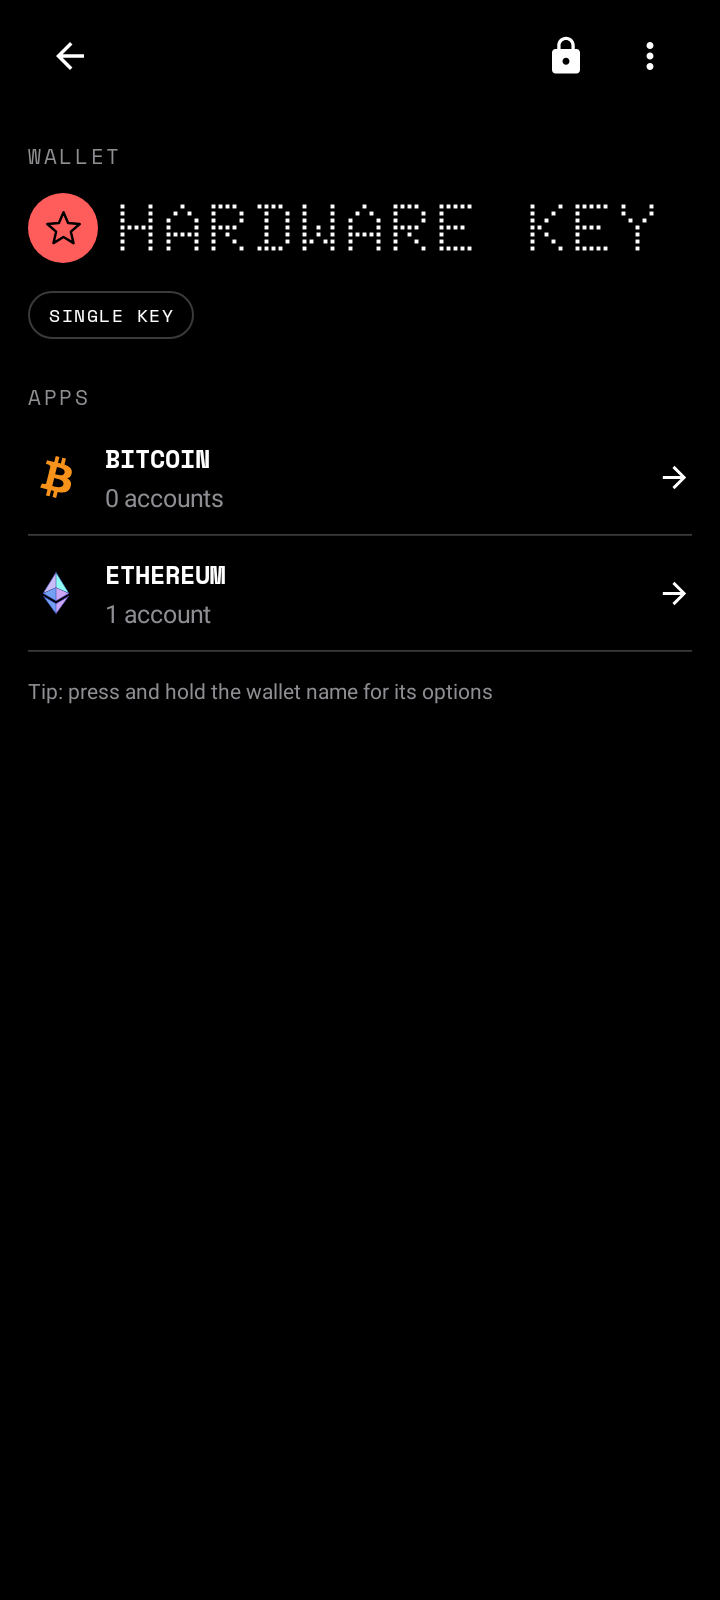 WALLET
HARDWARE KEY
SINGLE KEY
APPS
BITCOIN
0 accounts
ETHEREUM
1 account
Tip: press and hold the wallet name for its options